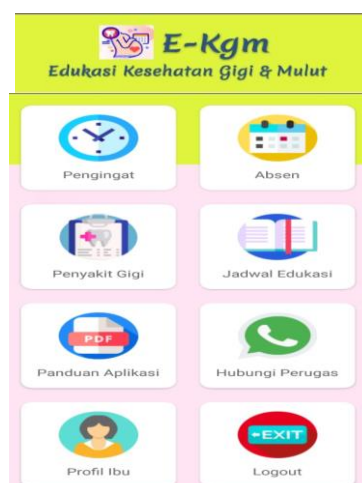 E-Kgm
Edukasi Kesehatan Gigi & Mulut
Pengingat
Absen
Penyakit Gigi
Jadwal Edukasi
PDF
Panduan Aplikasi
Hubungi Perugas
Profil Ibu
EXIT
Logout